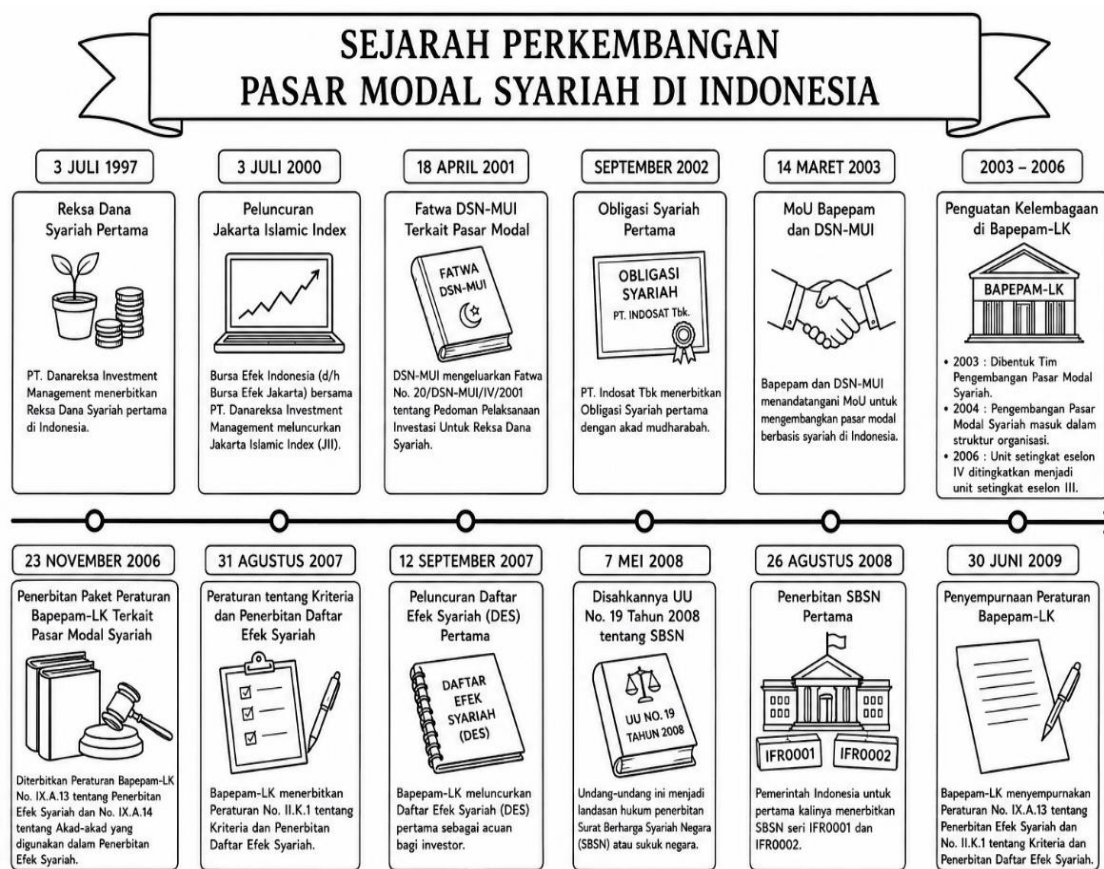 SEJARAH PERKEMBANGAN
PASAR MODAL SYARIAH DI INDONESIA
3 JULI 1997
Reksa Dana
Syariah Pertama
PT. Danareksa Investment
Management menerbitkan
Reksa Dana Syariah pertama
di Indonesia.
3 JULI 2000
Peluncuran
Jakarta Islamic Index
Bursa Efek Indonesia (d/h
Bursa Efek Jakarta) bersama
PT. Danareksa Investment
Management meluncurkan
Jakarta Islamic Index (JII).
18 APRIL 2001
Fatwa DSN-MUI
Terkait Pasar Modal
FATWA
DSN-MUI
DSN-MUI mengeluarkan Fatwa
No. 20/DSN-MUI/IV/2001
tentang Pedoman Pelaksanaan
Investasi Untuk Reksa Dana
Syariah.
SEPTEMBER 2002
Obligasi Syariah
Pertama
OBLIGASI
SYARIAH
PT. INDOSAT Tbk.
PT. Indosat Tbk menerbitkan
Obligasi Syariah pertama
dengan akad mudharabah.
14 MARET 2003
MoU Bapepam
dan DSN-MUI
Bapepam dan DSN-MUI
menandatangani MoU untuk
mengembangkan pasar modal
berbasis syariah di Indonesia.
2003 – 2006
Penguatan Kelembagaan
di Bapepam-LK
BAPEPAM-LK
• 2003 : Dibentuk Tim
Pengembangan Pasar Modal
Syariah.
• 2004 : Pengembangan Pasar
Modal Syariah masuk dalam
struktur organisasi.
• 2006 : Unit setingkat eselon
IV ditingkatkan menjadi
unit setingkat eselon III.
23 NOVEMBER 2006
Penerbitan Paket Peraturan
Bapepam-LK Terkait
Pasar Modal Syariah
Diterbitkan Peraturan Bapepam-LK
No. IX.A.13 tentang Penerbitan
Efek Syariah dan No. IX.A.14
tentang Akad-akad yang
digunakan dalam Penerbitan
Efek Syariah.
31 AGUSTUS 2007
Peraturan tentang Kriteria
dan Penerbitan Daftar
Efek Syariah
Bapepam-LK menerbitkan
Peraturan No. II.K.1 tentang
Kriteria dan Penerbitan
Daftar Efek Syariah.
12 SEPTEMBER 2007
Peluncuran Daftar
Efek Syariah (DES)
Pertama
DAFTAR
EFEK
SYARIAH
(DES)
Bapepam-LK meluncurkan
Daftar Efek Syariah (DES)
pertama sebagai acuan
bagi investor.
7 MEI 2008
Disahkannya UU
No. 19 Tahun 2008
tentang SBSN
UU NO. 19
TAHUN 2008
Undang-undang ini menjadi
landasan hukum penerbitan
Surat Berharga Syariah Negara
(SBSN) atau sukuk negara.
26 AGUSTUS 2008
Penerbitan SBSN
Pertama
IFR0001
IFR0002
Pemerintah Indonesia untuk
pertama kalinya menerbitkan
SBSN seri IFR0001 dan
IFR0002.
30 JUNI 2009
Penyempurnaan Peraturan
Bapepam-LK
Bapepam-LK menyempurnakan
Peraturan No. IX.A.13 tentang
Penerbitan Efek Syariah dan
No. II.K.1 tentang Kriteria dan
Penerbitan Daftar Efek Syariah.